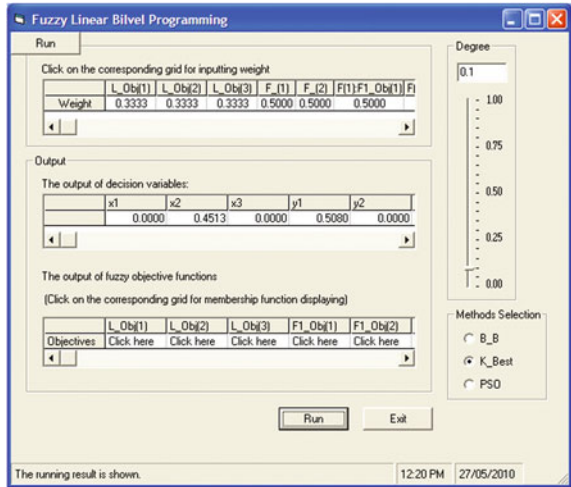 Fuzzy Linear Bilvel Programming
Run
Click on the corresponding grid for inputting weight
L_Obj(1) L_Obj(2) L_Obj(3) F_(1) F_(2) F(1):F1_Obj(1)
Weight 0.3333 0.3333 0.3333 0.5000 0.5000 0.5000
Output
The output of decision variables:
x1 x2 x3 y1 y2
0.0000 0.4513 0.0000 0.5080 0.0000
The output of fuzzy objective functions
(Click on the corresponding grid for membership function displaying)
L_Obj(1) L_Obj(2) L_Obj(3) F1_Obj(1) F1_Obj(2)
Objectives Click here Click here Click here Click here Click here
Run Exit
Degree
0.1
1.00
0.75
0.50
0.25
0.00
Methods Selection
B_B
K_Best
PSO
The running result is shown. 12:20 PM 27/05/2010